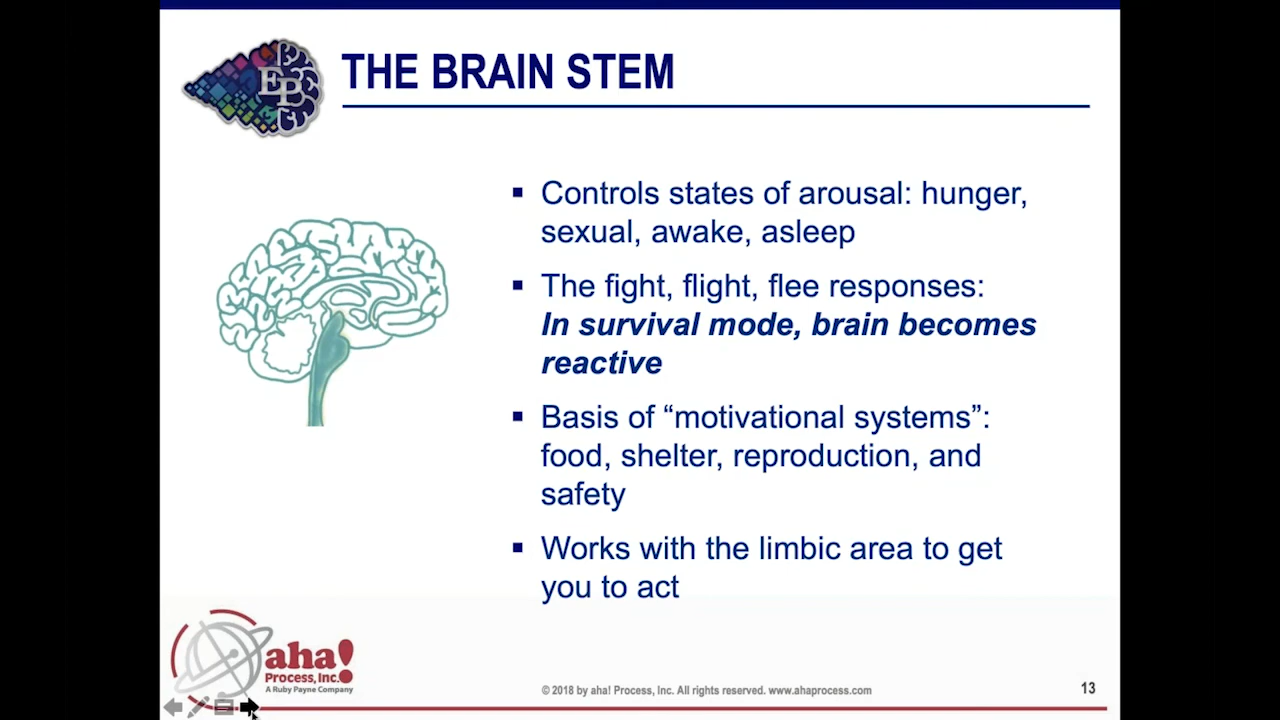 EP
THE BRAIN STEM
▪ Controls states of arousal: hunger,
sexual, awake, asleep
▪ The fight, flight, flee responses:
In survival mode, brain becomes
reactive
▪ Basis of “motivational systems”:
food, shelter, reproduction, and
safety
▪ Works with the limbic area to get
you to act
aha!
Process, Inc.
A Ruby Payne Company
© 2018 by aha! Process, Inc. All rights reserved. www.ahaprocess.com
13